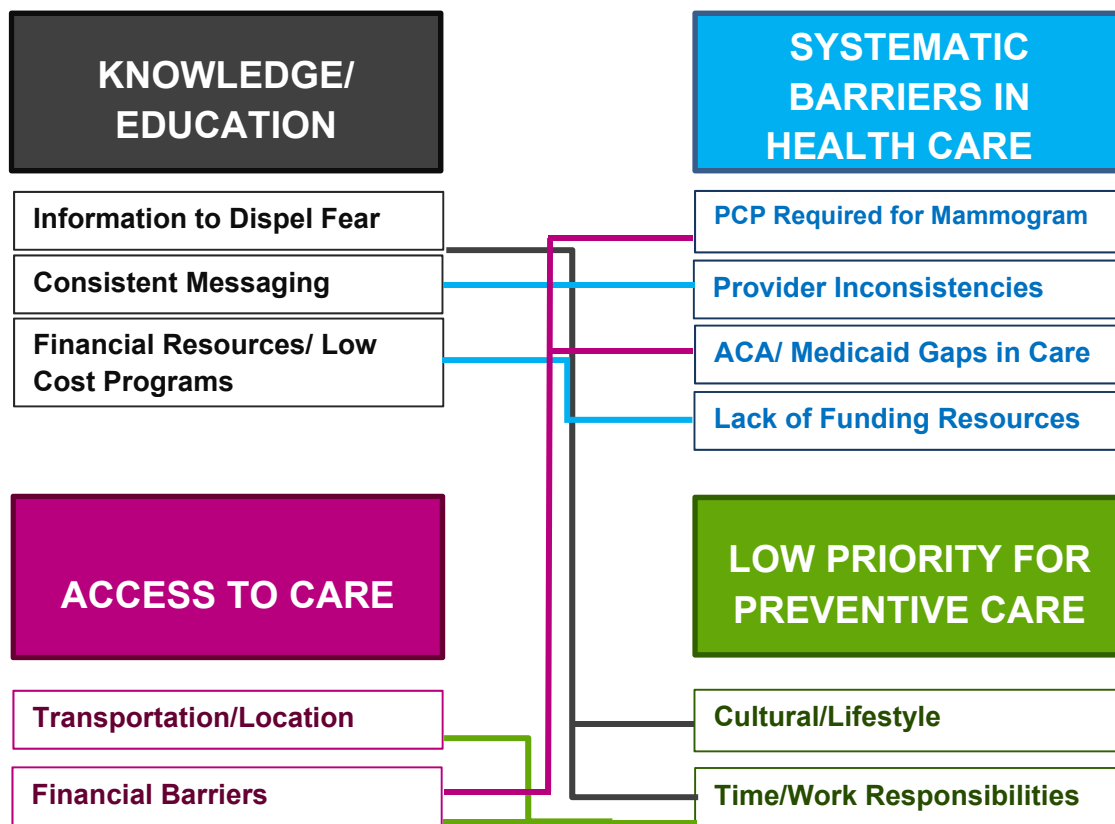 KNOWLEDGE/
EDUCATION
Information to Dispel Fear
Consistent Messaging
Financial Resources/ Low
Cost Programs
SYSTEMATIC
BARRIERS IN
HEALTH CARE
PCP Required for Mammogram
Provider Inconsistencies
ACA/ Medicaid Gaps in Care
Lack of Funding Resources
ACCESS TO CARE
Transportation/Location
Financial Barriers
LOW PRIORITY FOR
PREVENTIVE CARE
Cultural/Lifestyle
Time/Work Responsibilities